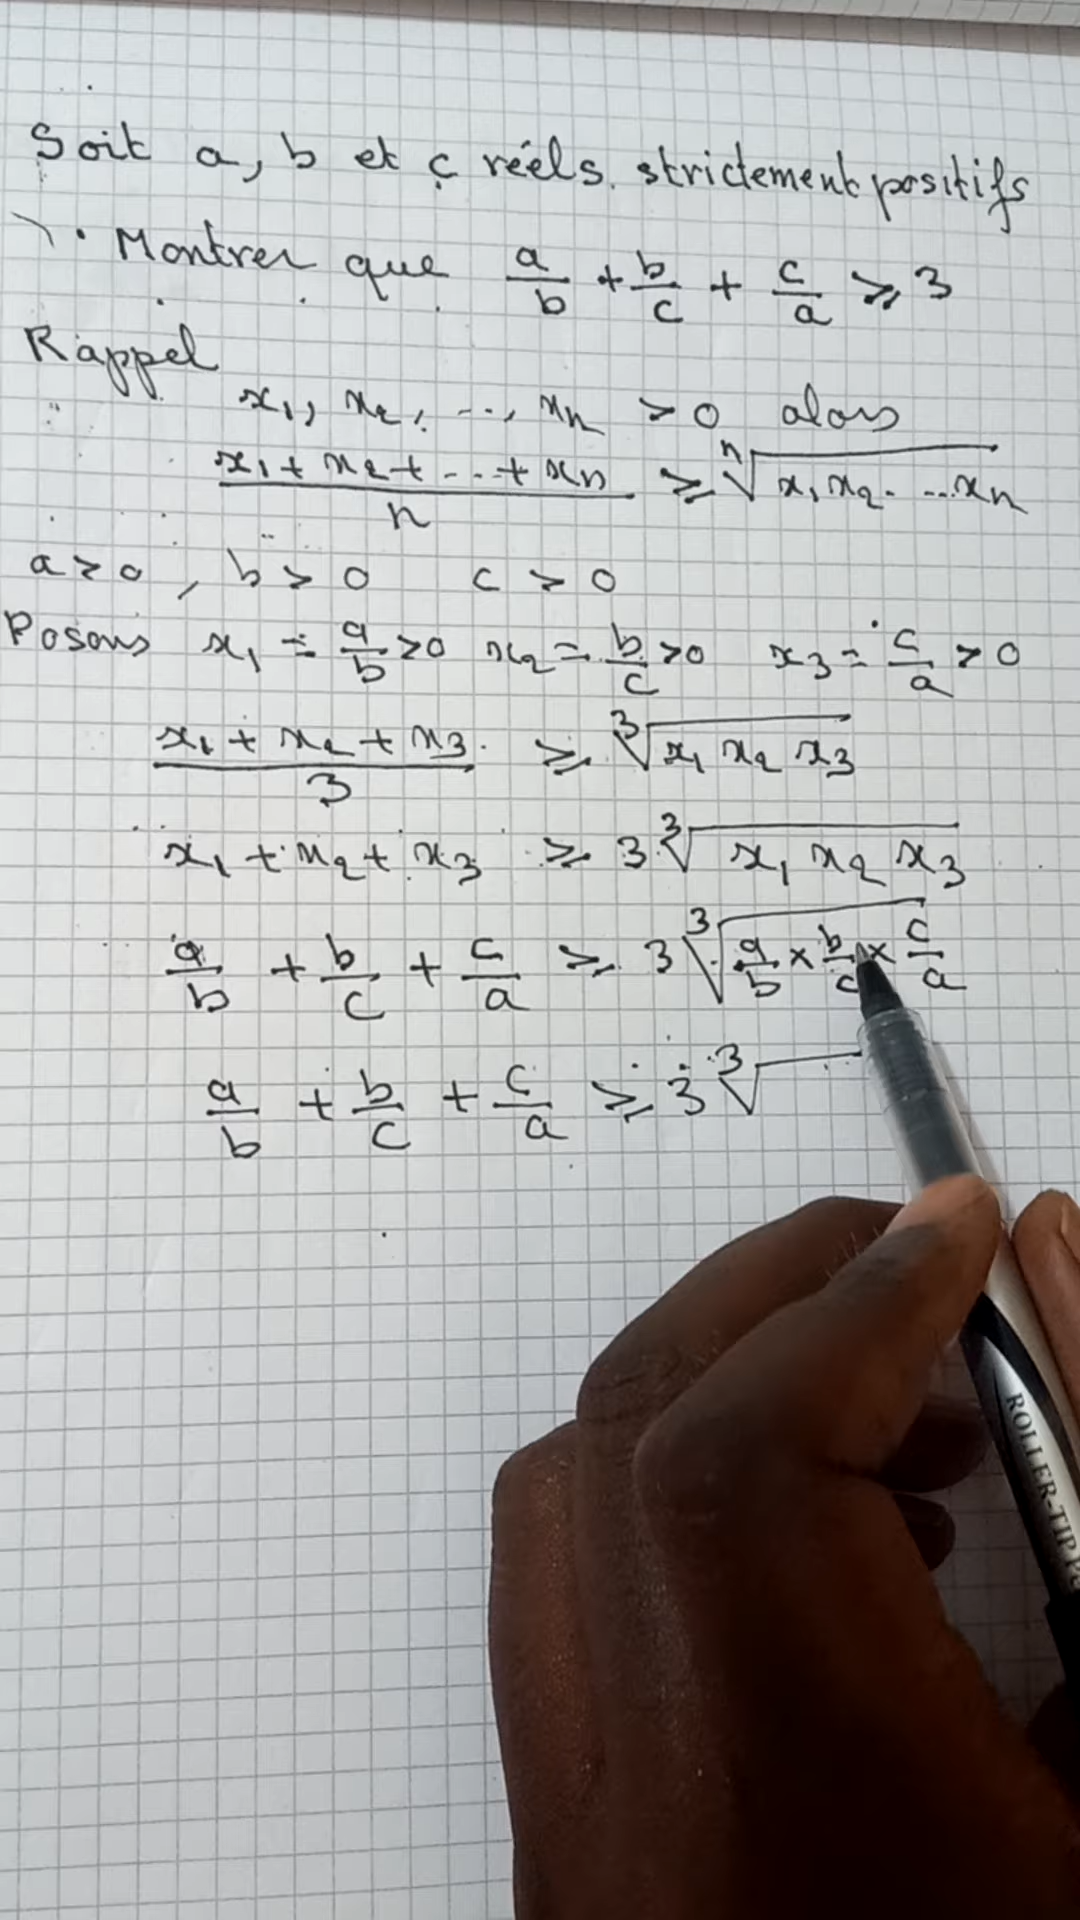 Soit a, b et c réels strictement positifs
• Montrer que a/b + b/c + c/a ≥ 3
Rappel
x₁, x₂, ..., xₙ > 0 alors
(x₁ + x₂ + ... + xₙ)/n ≥ ⁿ√(x₁ x₂ ... xₙ)
a > 0, b > 0 c > 0
Posons x₁ = a/b > 0 x₂ = b/c > 0 x₃ = c/a > 0
(x₁ + x₂ + x₃)/3 ≥ ³√(x₁ x₂ x₃)
x₁ + x₂ + x₃ ≥ 3 ³√(x₁ x₂ x₃)
a/b + b/c + c/a ≥ 3 ³√(a/b × b/c × c/a)
a/b + b/c + c/a ≥ 3 ³√
ROLLER-TIP